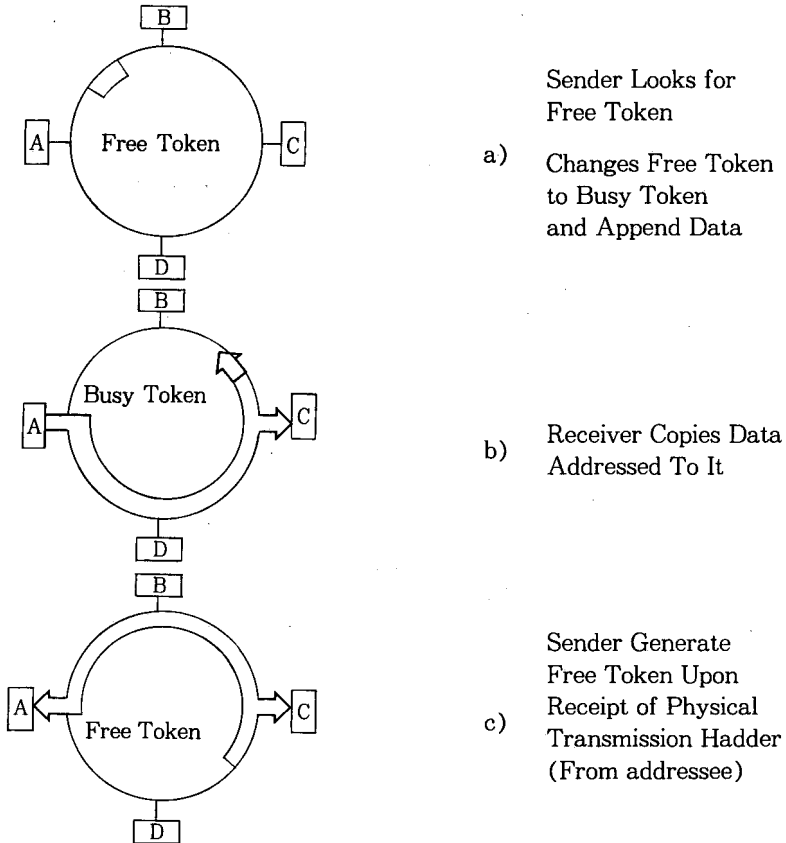 B
A
Free Token
C
D
Sender Looks for
Free Token
a)
Changes Free Token
to Busy Token
and Append Data
B
Busy Token
A
C
D
b)
Receiver Copies Data
Addressed To It
B
A
C
Free Token
D
c)
Sender Generate
Free Token Upon
Receipt of Physical
Transmission Hadder
(From addressee)